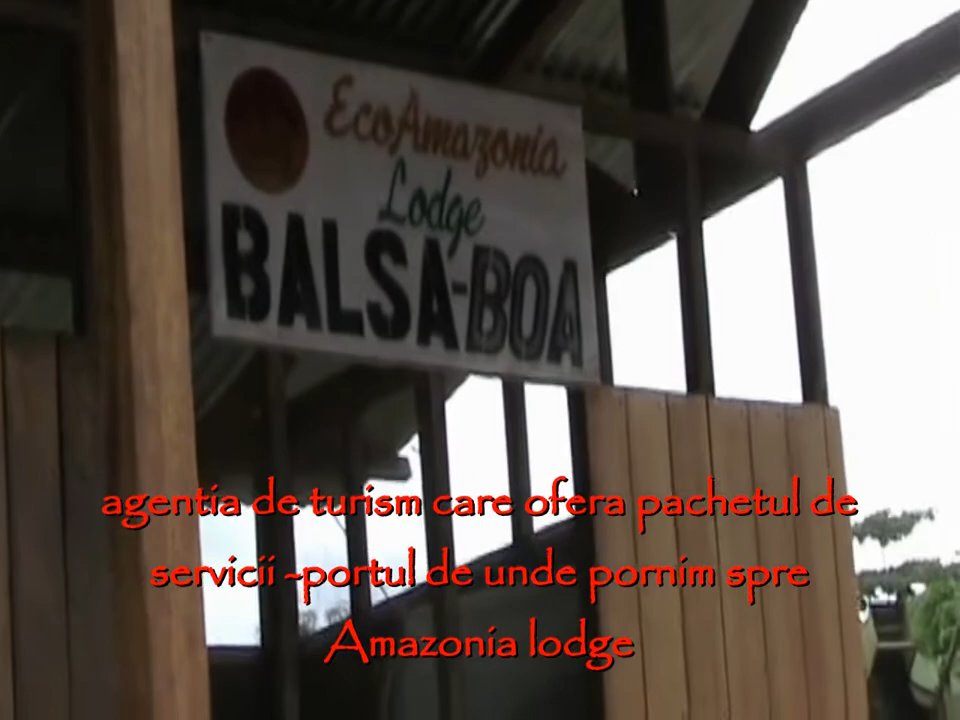 EcoAmazonia
Lodge
BALSA-BOA
agentia de turism care ofera pachetul de
servicii -portul de unde pornim spre
Amazonia lodge